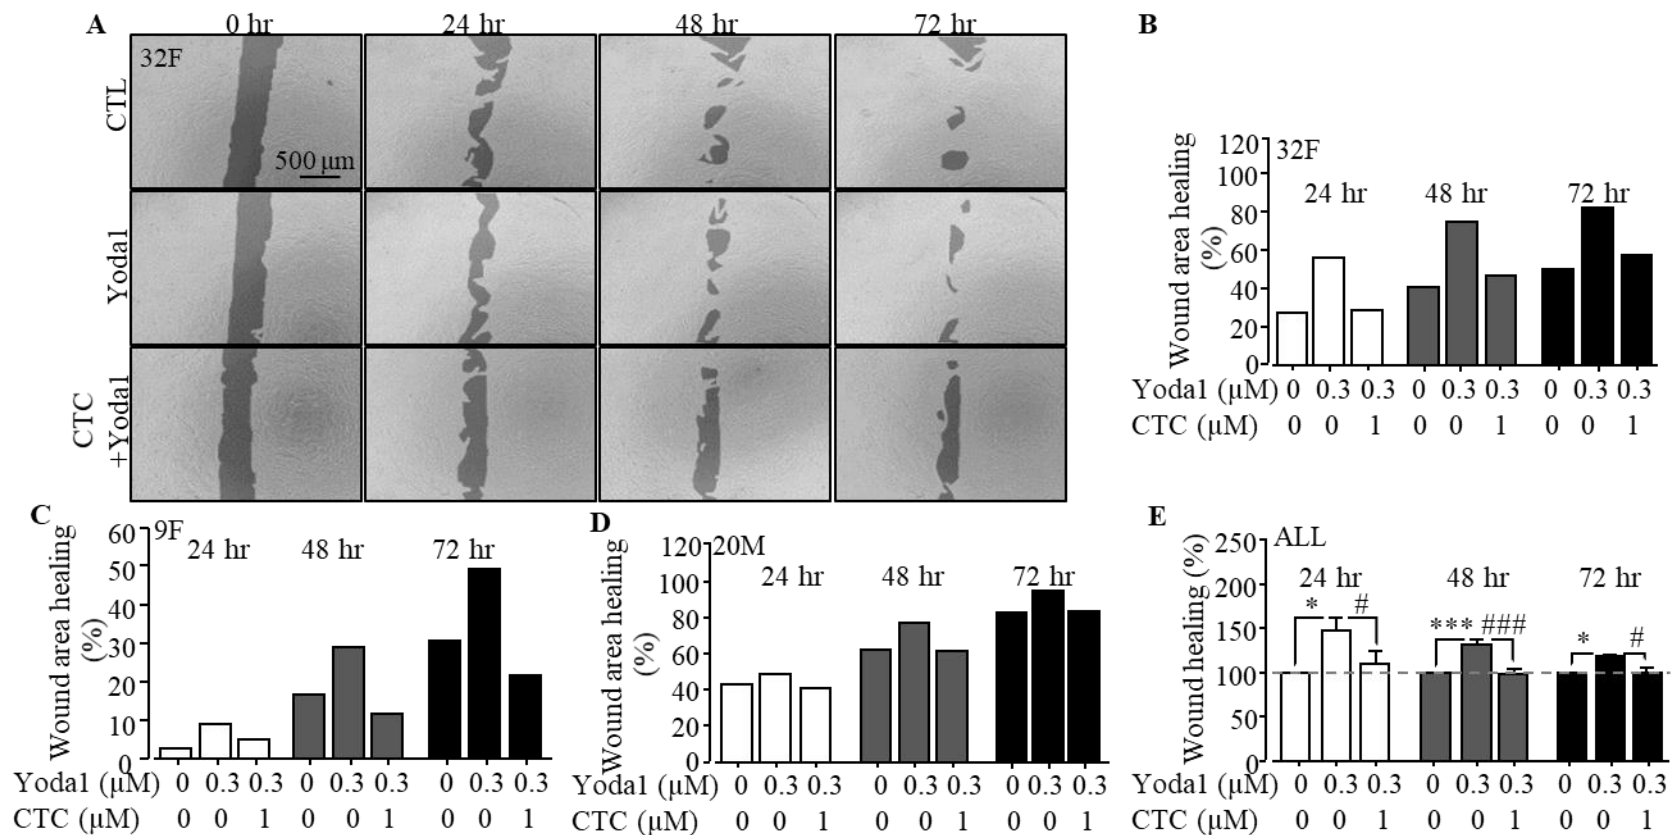 A
0 hr 24 hr 48 hr 72 hr
32F
CTL
500 μm
Yoda1
CTC
+Yoda1
B
Wound area healing
(%)
120
100
80
60
40
20
0
32F
24 hr 48 hr 72 hr
Yoda1 (μM) 0 0.3 0.3 0 0.3 0.3 0 0.3 0.3
CTC (μM) 0 0 1 0 0 1 0 0 1
C
Wound area healing
(%)
60
50
40
30
20
10
0
9F
24 hr 48 hr 72 hr
Yoda1 (μM) 0 0.3 0.3 0 0.3 0.3 0 0.3 0.3
CTC (μM) 0 0 1 0 0 1 0 0 1
D
Wound area healing
(%)
120
100
80
60
40
20
0
20M
24 hr 48 hr 72 hr
Yoda1 (μM) 0 0.3 0.3 0 0.3 0.3 0 0.3 0.3
CTC (μM) 0 0 1 0 0 1 0 0 1
E
Wound healing (%)
250
200
150
100
50
0
ALL
24 hr 48 hr 72 hr
* # *** ### * #
Yoda1 (μM) 0 0.3 0.3 0 0.3 0.3 0 0.3 0.3
CTC (μM) 0 0 1 0 0 1 0 0 1